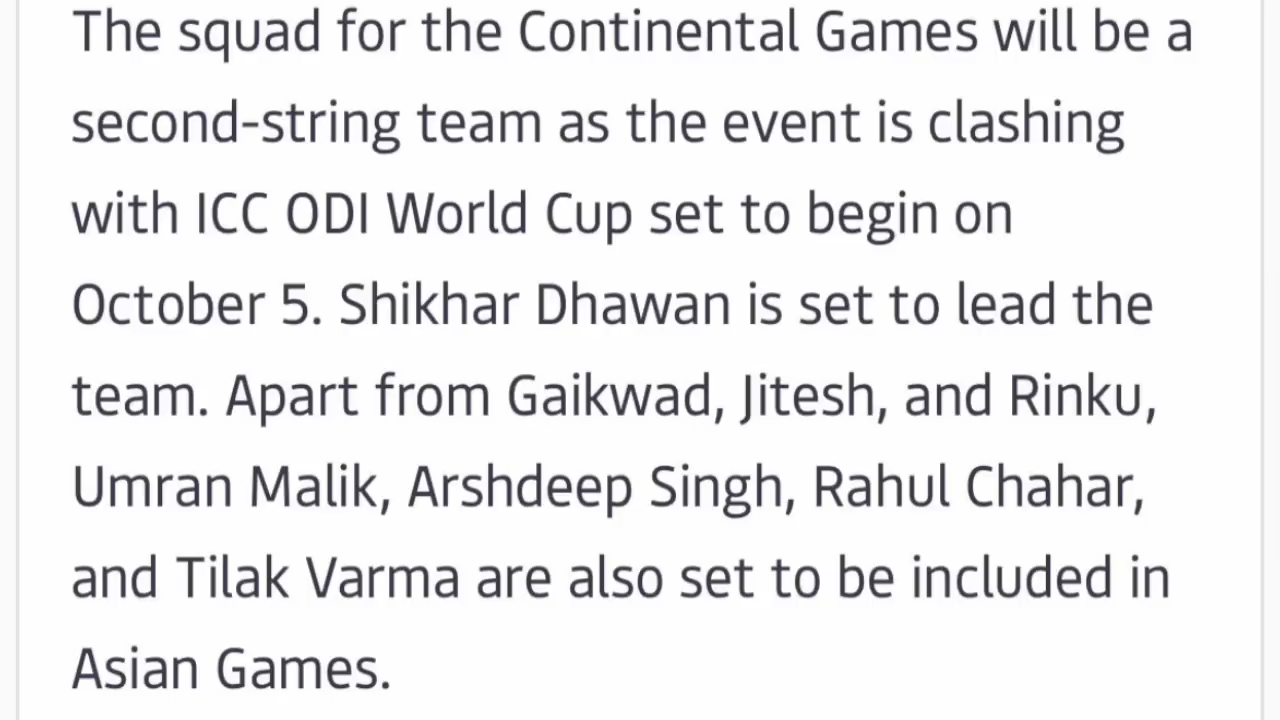 The squad for the Continental Games will be a
second-string team as the event is clashing
with ICC ODI World Cup set to begin on
October 5. Shikhar Dhawan is set to lead the
team. Apart from Gaikwad, Jitesh, and Rinku,
Umran Malik, Arshdeep Singh, Rahul Chahar,
and Tilak Varma are also set to be included in
Asian Games.